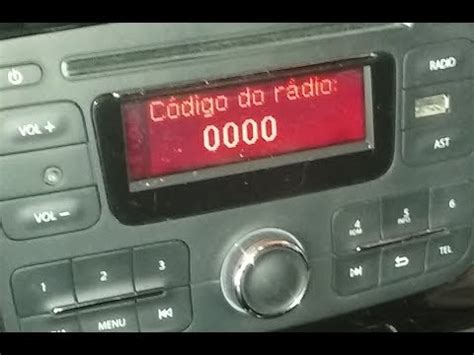 Código do rádio:
0000
RADIO
VOL +
AST
VOL −
4
5
6
1
2
3
TEL
MENU